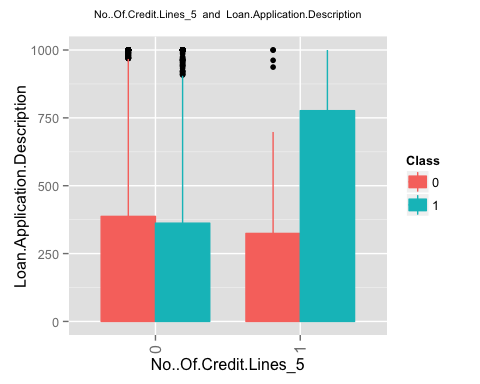 No..Of.Credit.Lines_5 and Loan.Application.Description
1000
750
500
250
0
Loan.Application.Description
0
1
No..Of.Credit.Lines_5
Class
0
1